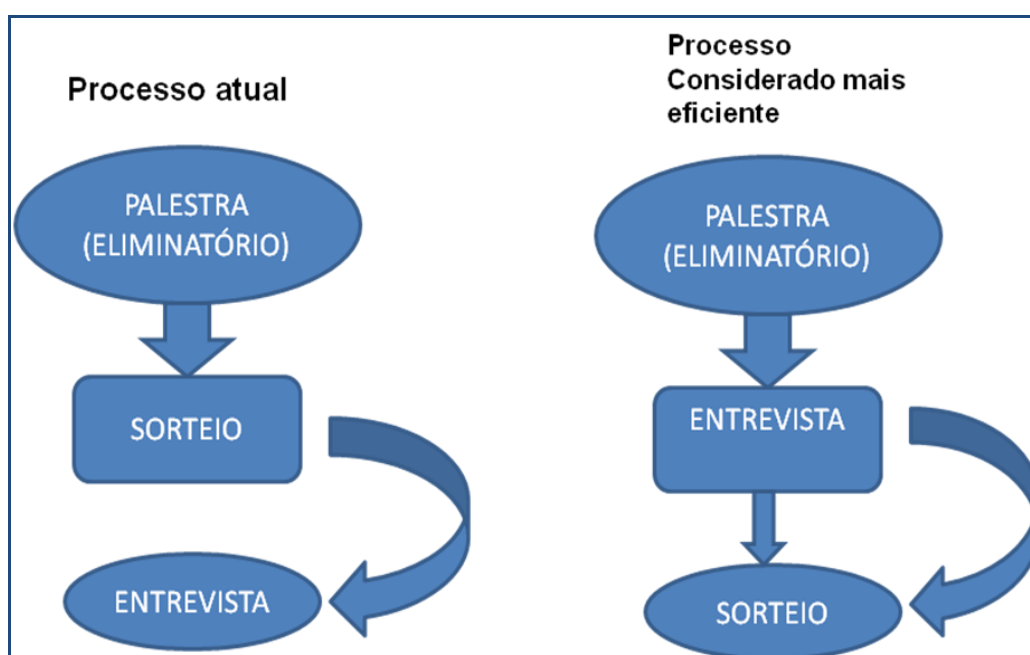 Processo atual
PALESTRA
(ELIMINATÓRIO)
SORTEIO
ENTREVISTA
Processo
Considerado mais
eficiente
PALESTRA
(ELIMINATÓRIO)
ENTREVISTA
SORTEIO